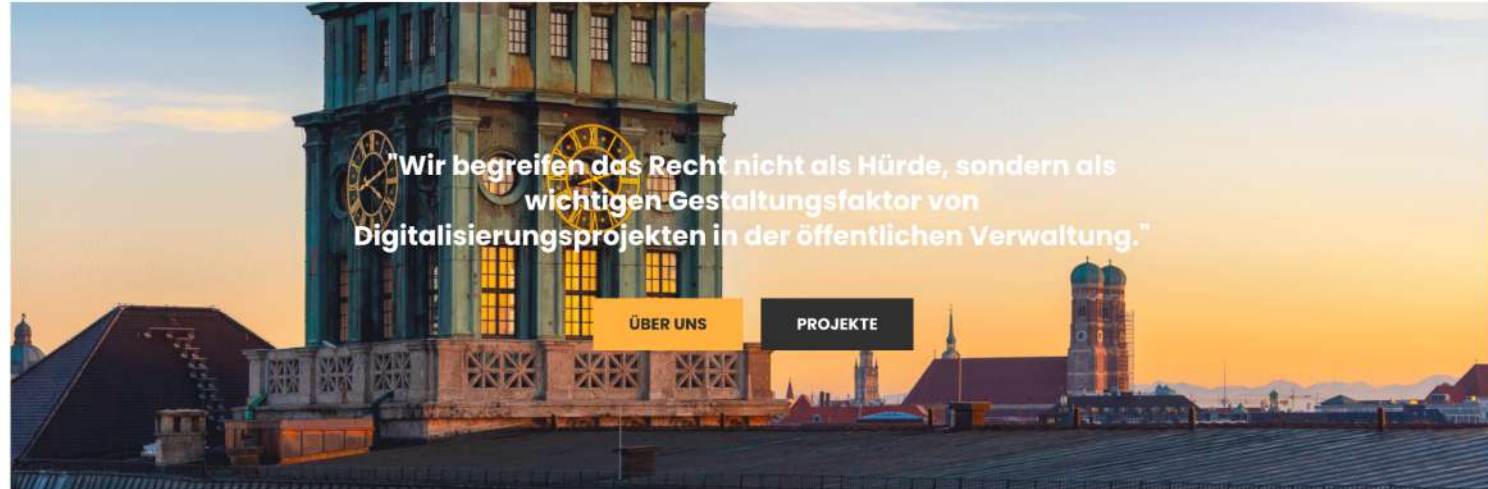 "Wir begreifen das Recht nicht als Hürde, sondern als
wichtigen Gestaltungsfaktor von
Digitalisierungsprojekten in der öffentlichen Verwaltung."
ÜBER UNS
PROJEKTE